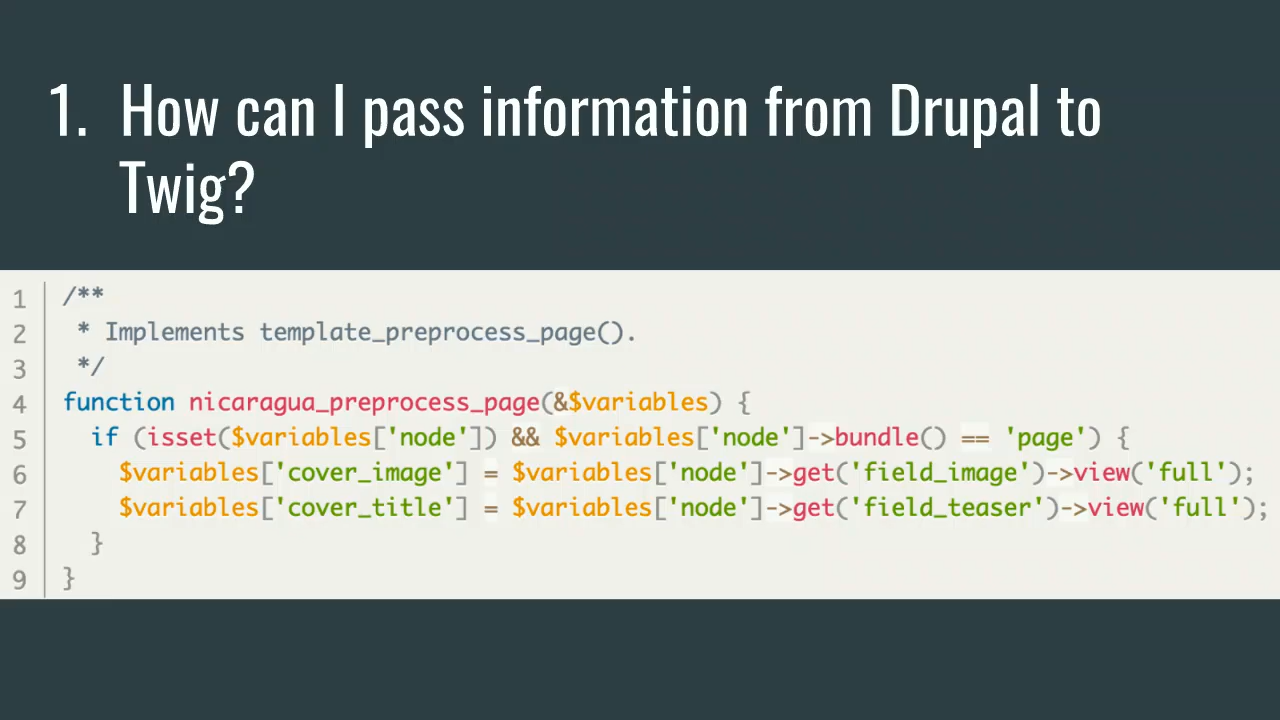 1. How can I pass information from Drupal to
Twig?
1 /**
2  * Implements template_preprocess_page().
3  */
4 function nicaragua_preprocess_page(&$variables) {
5   if (isset($variables['node']) && $variables['node']->bundle() == 'page') {
6     $variables['cover_image'] = $variables['node']->get('field_image')->view('full');
7     $variables['cover_title'] = $variables['node']->get('field_teaser')->view('full');
8   }
9 }